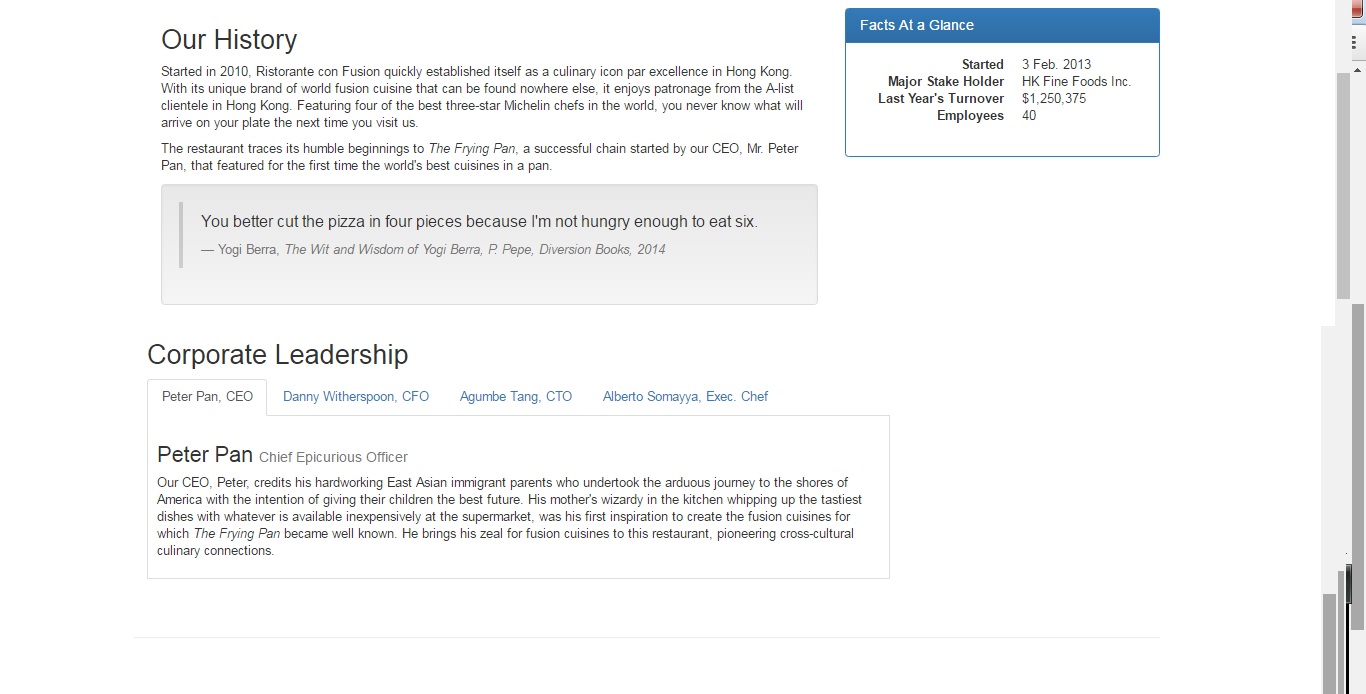 Our History
Started in 2010, Ristorante con Fusion quickly established itself as a culinary icon par excellence in Hong Kong.
With its unique brand of world fusion cuisine that can be found nowhere else, it enjoys patronage from the A-list
clientele in Hong Kong. Featuring four of the best three-star Michelin chefs in the world, you never know what will
arrive on your plate the next time you visit us.
The restaurant traces its humble beginnings to The Frying Pan, a successful chain started by our CEO, Mr. Peter
Pan, that featured for the first time the world's best cuisines in a pan.
You better cut the pizza in four pieces because I'm not hungry enough to eat six.
— Yogi Berra, The Wit and Wisdom of Yogi Berra, P. Pepe, Diversion Books, 2014
Facts At a Glance
Started 3 Feb. 2013
Major Stake Holder HK Fine Foods Inc.
Last Year's Turnover $1,250,375
Employees 40
Corporate Leadership
Peter Pan, CEO Danny Witherspoon, CFO Agumbe Tang, CTO Alberto Somayya, Exec. Chef
Peter Pan Chief Epicurious Officer
Our CEO, Peter, credits his hardworking East Asian immigrant parents who undertook the arduous journey to the shores of
America with the intention of giving their children the best future. His mother's wizardy in the kitchen whipping up the tastiest
dishes with whatever is available inexpensively at the supermarket, was his first inspiration to create the fusion cuisines for
which The Frying Pan became well known. He brings his zeal for fusion cuisines to this restaurant, pioneering cross-cultural
culinary connections.